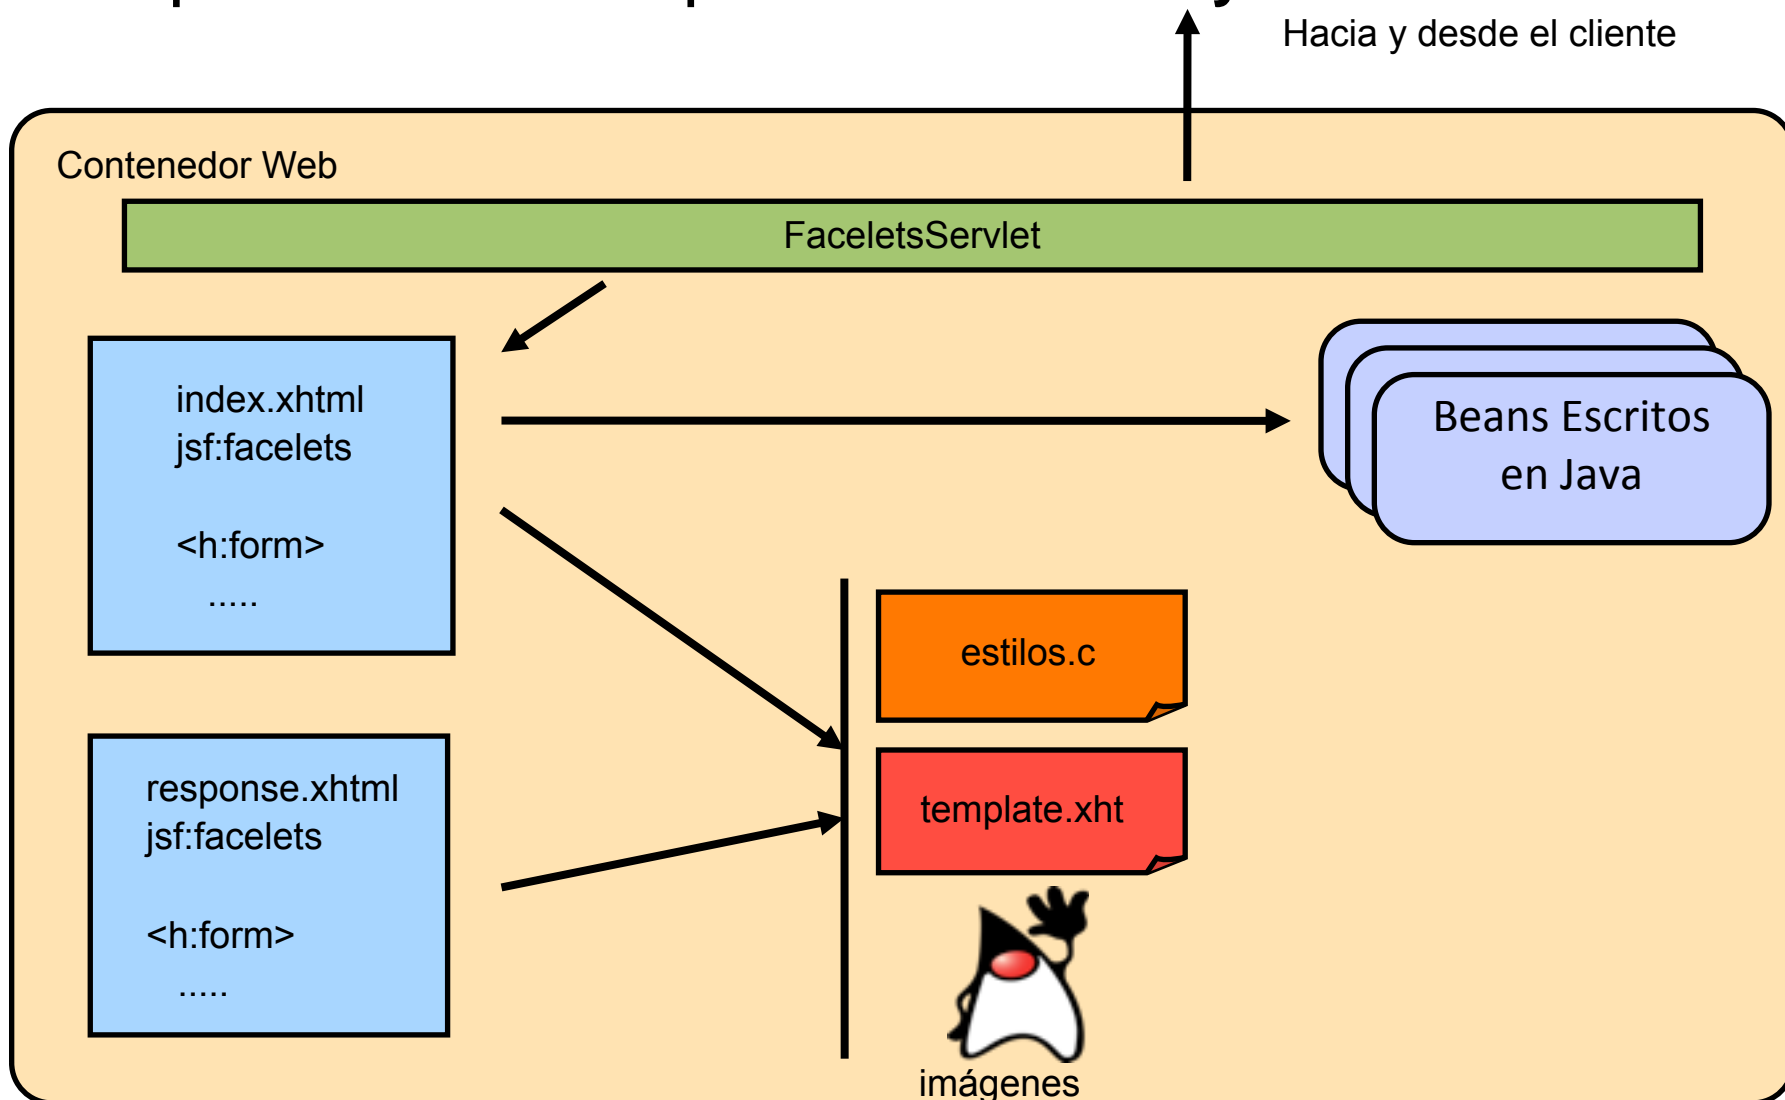 Hacia y desde el cliente
Contenedor Web
FaceletsServlet
index.xhtml
jsf:facelets
<h:form>
.....
Beans Escritos
en Java
estilos.c
template.xht
response.xhtml
jsf:facelets
<h:form>
.....
imágenes